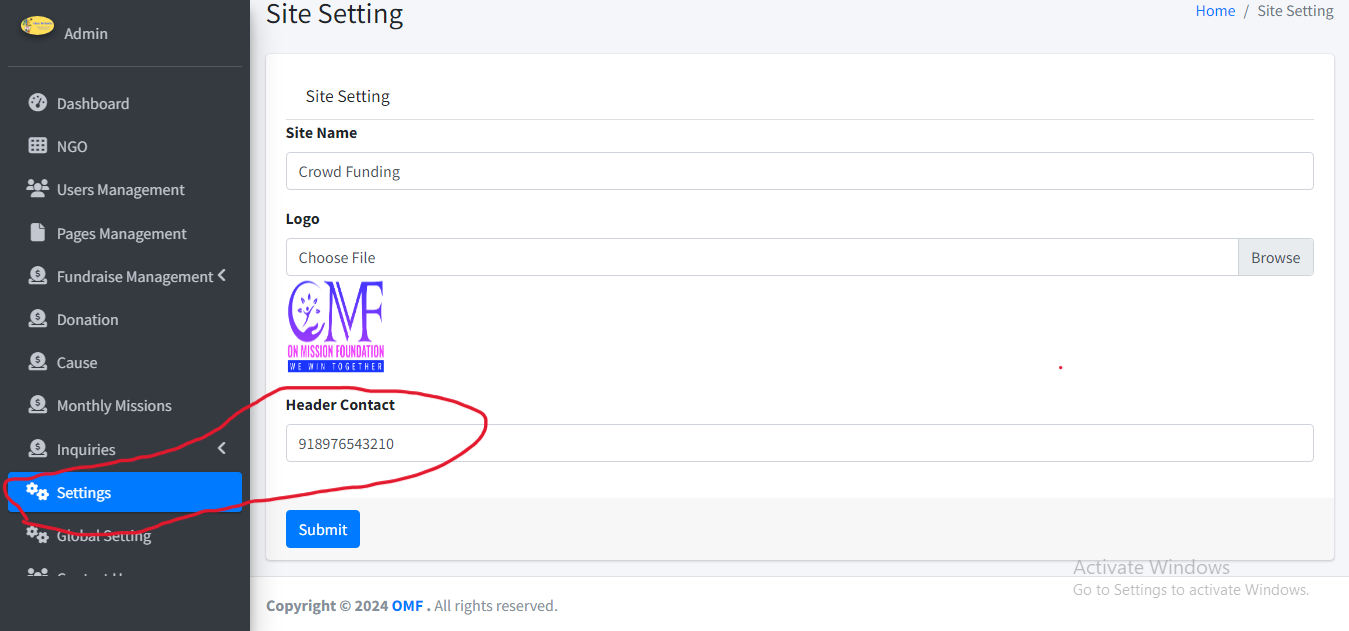 Admin
Dashboard
NGO
Users Management
Pages Management
Fundraise Management
Donation
Cause
Monthly Missions
Inquiries
Settings
Global Setting
Site Setting
Home / Site Setting
Site Setting
Site Name
Crowd Funding
Logo
Choose File
Browse
OMF
ON MISSION FOUNDATION
WE WIN TOGETHER
Header Contact
918976543210
Submit
Activate Windows
Go to Settings to activate Windows.
Copyright © 2024 OMF . All rights reserved.